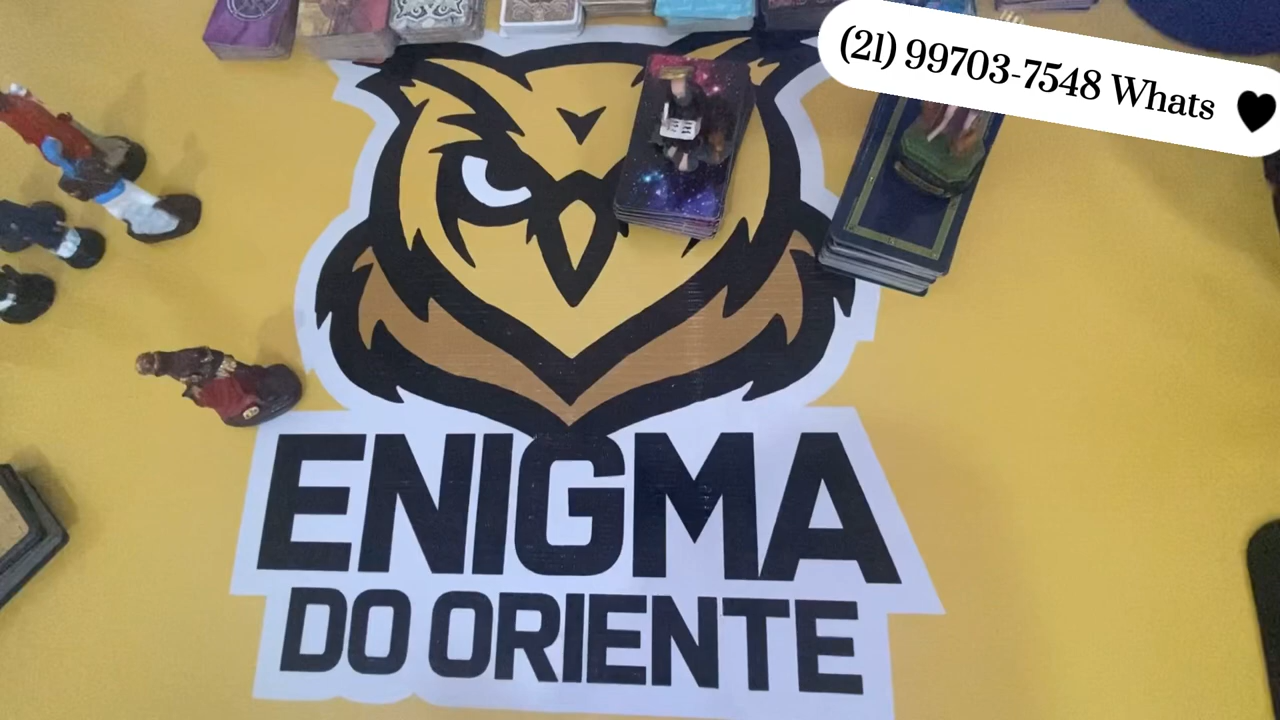 (21) 99703-7548 Whats 🖤
ENIGMA
DO ORIENTE